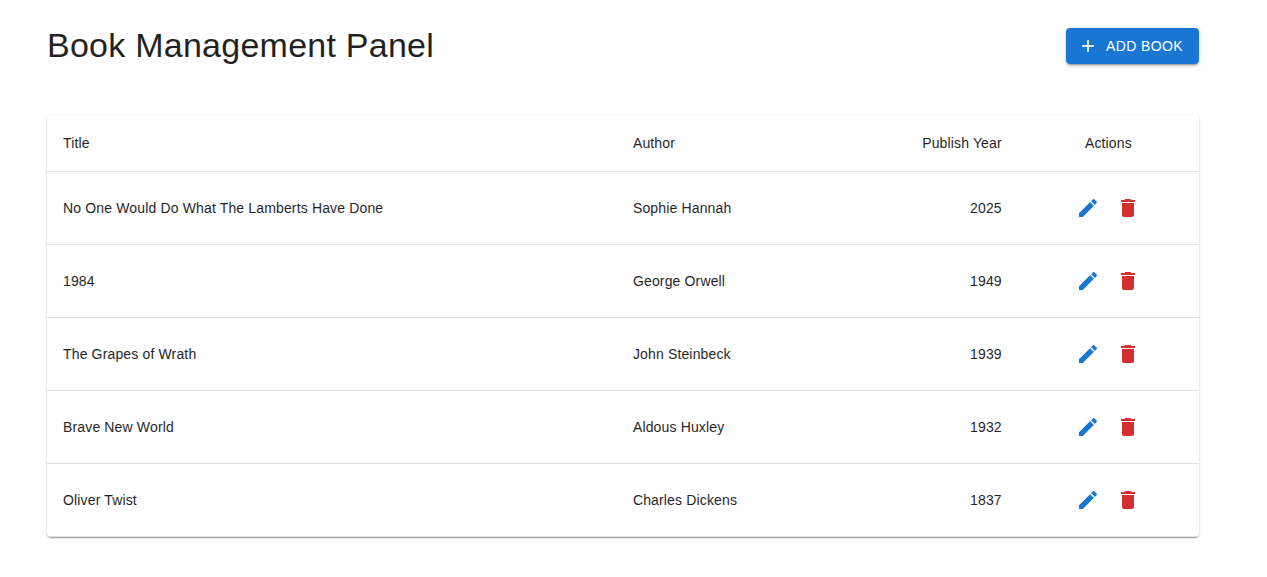 Book Management Panel
ADD BOOK
Title Author Publish Year Actions
No One Would Do What The Lamberts Have Done Sophie Hannah 2025
1984 George Orwell 1949
The Grapes of Wrath John Steinbeck 1939
Brave New World Aldous Huxley 1932
Oliver Twist Charles Dickens 1837